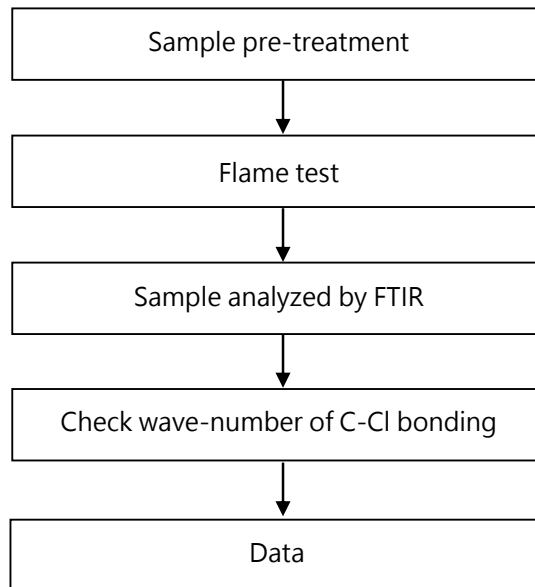 Sample pre-treatment
Flame test
Sample analyzed by FTIR
Check wave-number of C-Cl bonding
Data